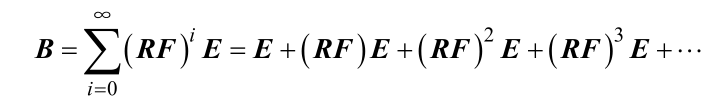 B = ∑_{i=0}^{∞} (RF)^i E = E + (RF)E + (RF)^2 E + (RF)^3 E + ⋯